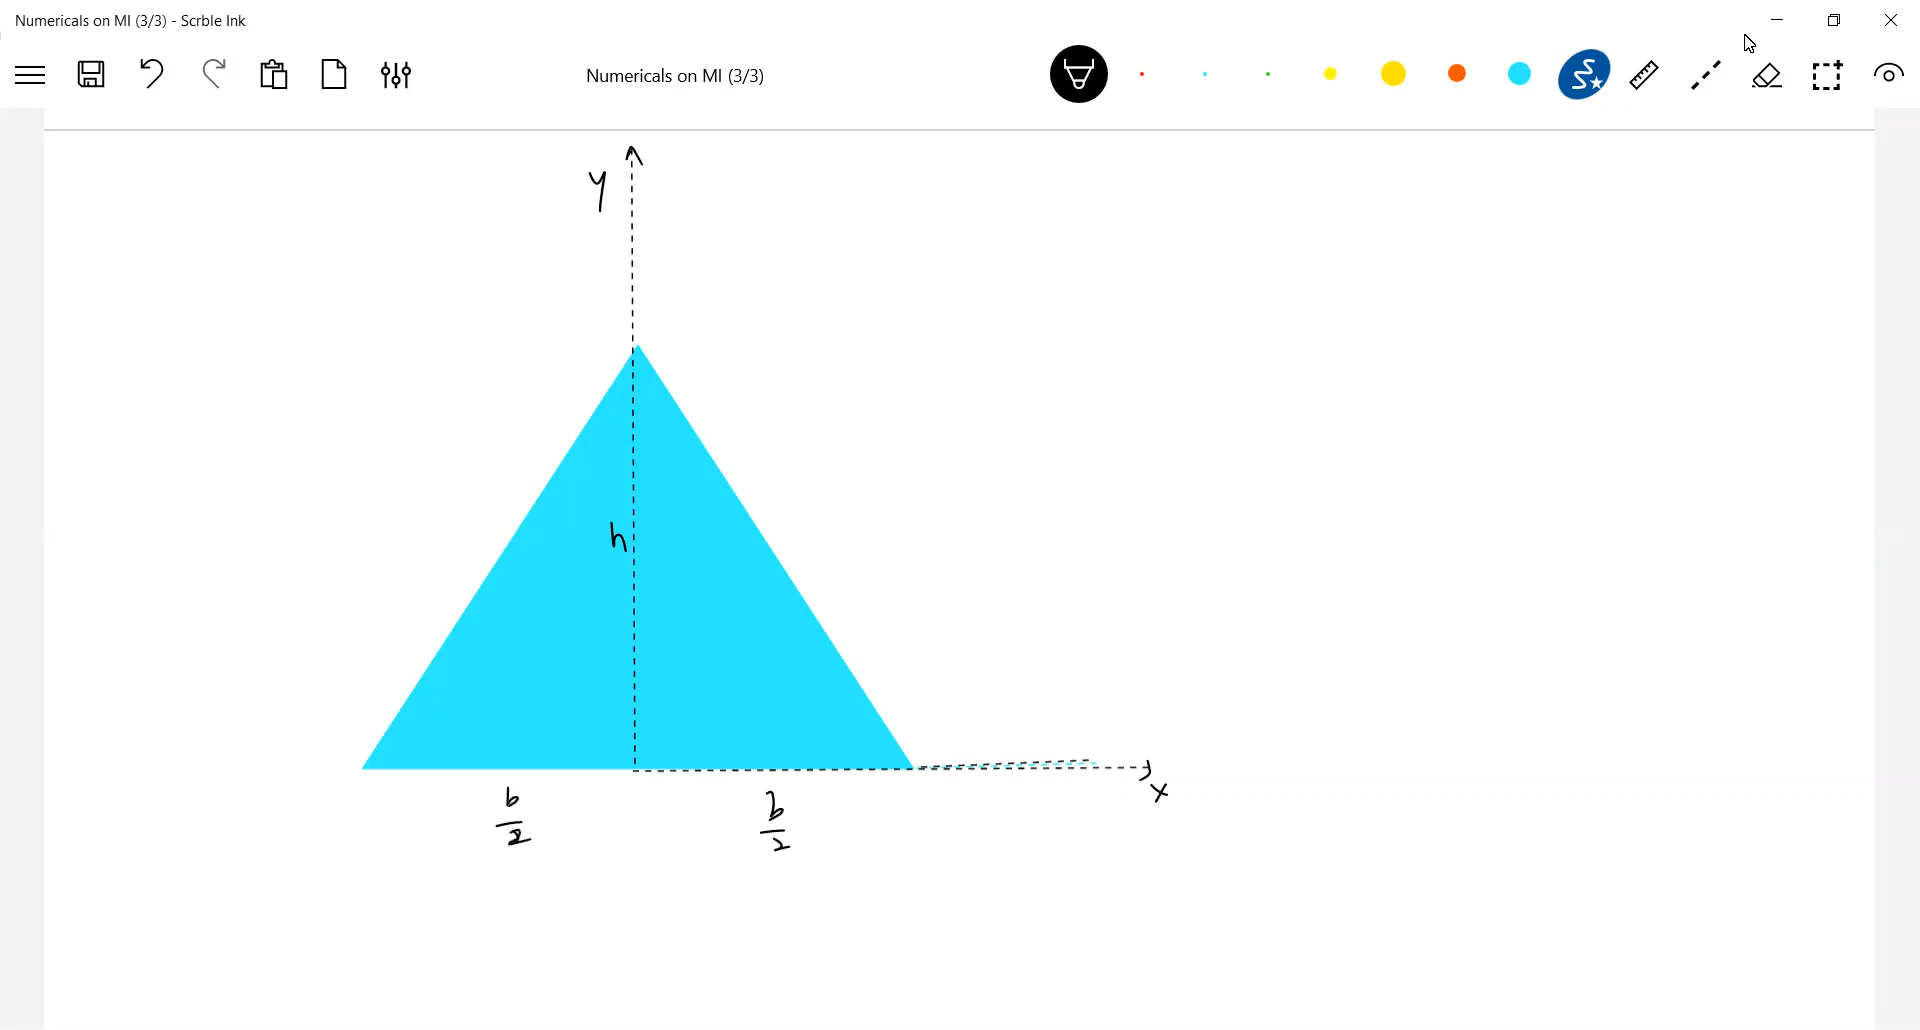 Numericals on MI (3/3) - Scrble Ink
Numericals on MI (3/3)
y
h
x
b
2
b
2